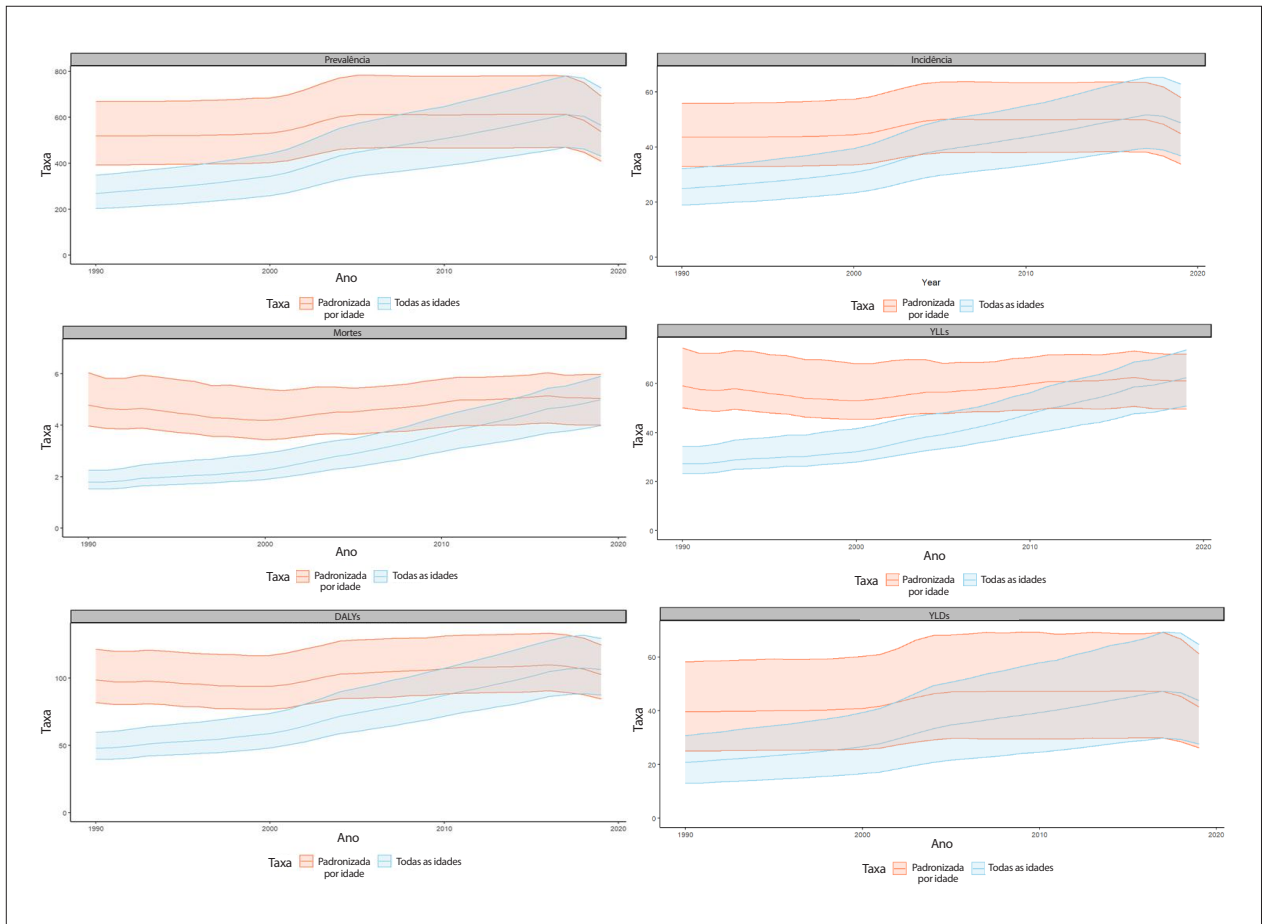 Prevalência
800
600
400
200
0
Taxa
1990
2000
2010
2020
Ano
Taxa
Padronizada
por idade
Todas as idades
Incidência
60
40
20
0
Taxa
1990
2000
2010
2020
Year
Taxa
Padronizada
por idade
Todas as idades
Mortes
6
4
2
0
Taxa
1990
2000
2010
2020
Ano
Taxa
Padronizada
por idade
Todas as idades
YLLs
60
40
20
0
Taxa
1990
2000
2010
2020
Ano
Taxa
Padronizada
por idade
Todas as idades
DALYs
100
50
0
Taxa
1990
2000
2010
2020
Ano
Taxa
Padronizada
por idade
Todas as idades
YLDs
60
40
20
0
Taxa
1990
2000
2010
2020
Ano
Taxa
Padronizada
por idade
Todas as idades